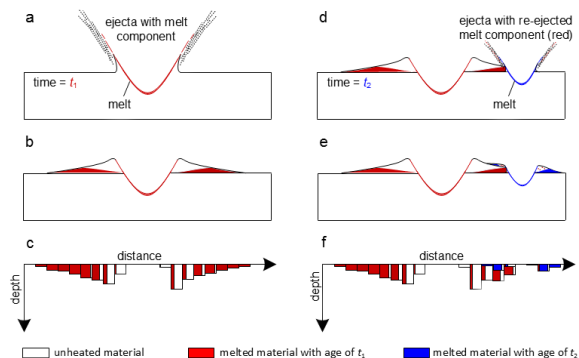 a
ejecta with melt
component
time = t₁
melt
b
c
distance
depth
d
ejecta with re-ejected
melt component (red)
time = t₂
melt
e
f
distance
depth
unheated material
melted material with age of t₁
melted material with age of t₂